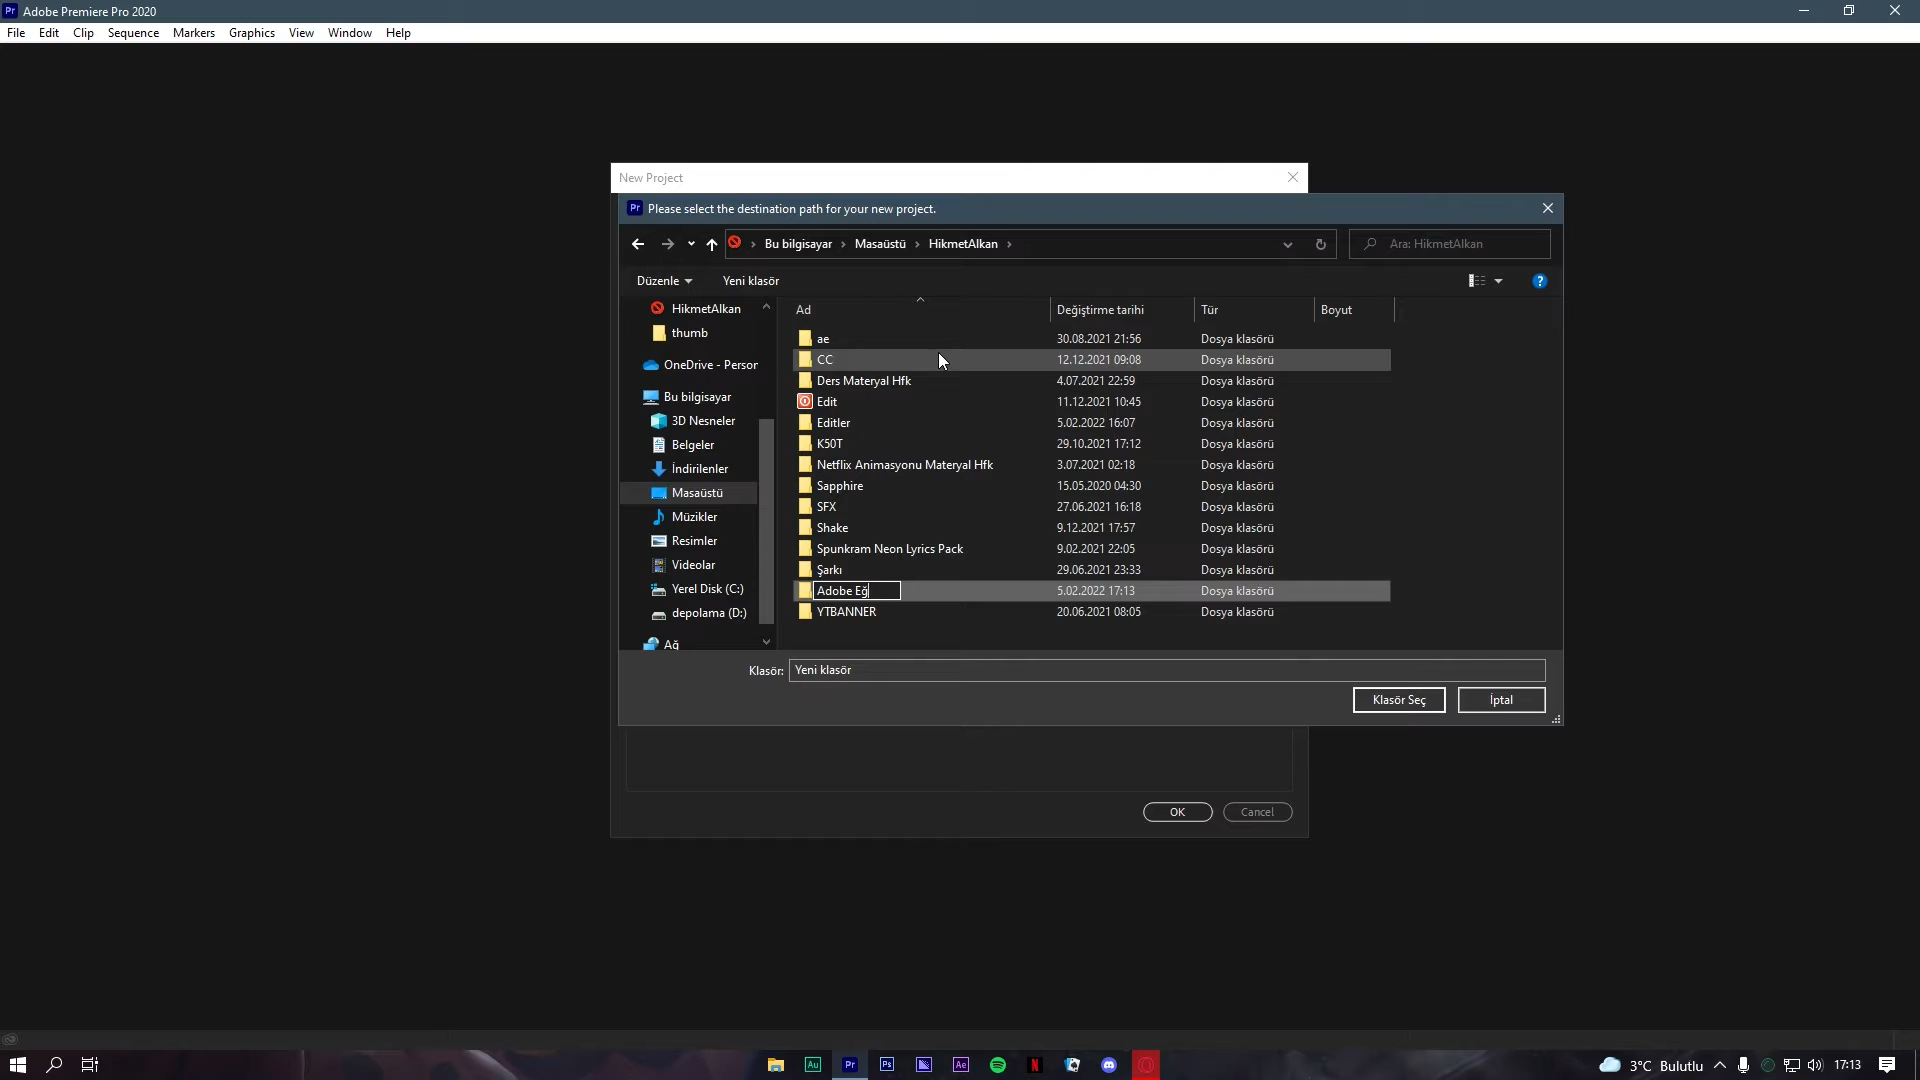 Adobe Premiere Pro 2020
File Edit Clip Sequence Markers Graphics View Window Help
New Project
Pr Please select the destination path for your new project.
Bu bilgisayar Masaüstü HikmetAlkan
Ara: HikmetAlkan
Düzenle Yeni klasör
HikmetAlkan
thumb
OneDrive - Person
Bu bilgisayar
3D Nesneler
Belgeler
İndirilenler
Masaüstü
Müzikler
Resimler
Videolar
Yerel Disk (C:)
depolama (D:)
Ağ
Ad Değiştirme tarihi Tür Boyut
ae 30.08.2021 21:56 Dosya klasörü
CC 12.12.2021 09:08 Dosya klasörü
Ders Materyal Hfk 4.07.2021 22:59 Dosya klasörü
Edit 11.12.2021 10:45 Dosya klasörü
Editler 5.02.2022 16:07 Dosya klasörü
K50T 29.10.2021 17:12 Dosya klasörü
Netflix Animasyonu Materyal Hfk 3.07.2021 02:18 Dosya klasörü
Sapphire 15.05.2020 04:30 Dosya klasörü
SFX 27.06.2021 16:18 Dosya klasörü
Shake 9.12.2021 17:57 Dosya klasörü
Spunkram Neon Lyrics Pack 9.02.2021 22:05 Dosya klasörü
Şarkı 29.06.2021 23:33 Dosya klasörü
Adobe Eğ 5.02.2022 17:13 Dosya klasörü
YTBANNER 20.06.2021 08:05 Dosya klasörü
Klasör: Yeni klasör
Klasör Seç İptal
OK Cancel
Au Pr Ps Ae N 3°C Bulutlu 17:13